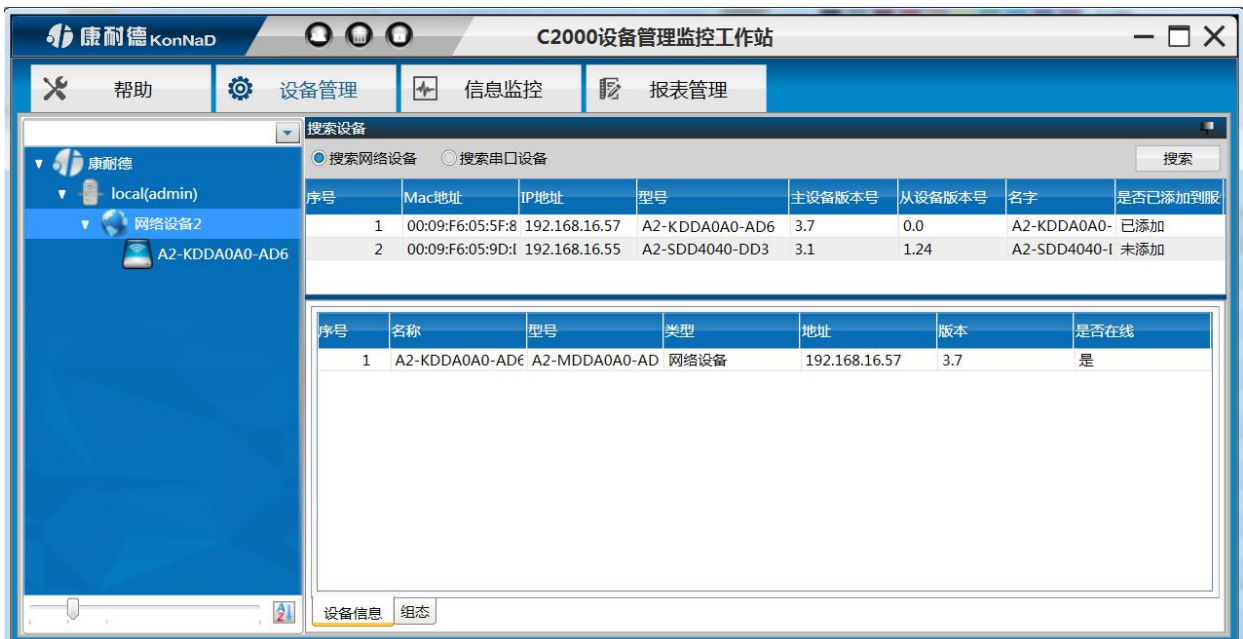 康耐德 KonNaD C2000设备管理监控工作站
帮助 设备管理 信息监控 报表管理
搜索设备
康耐德 搜索网络设备 搜索串口设备 搜索
local(admin) 序号 Mac地址 IP地址 型号 主设备版本号 从设备版本号 名字 是否已添加到服
网络设备2 1 00:09:F6:05:5F:8 192.168.16.57 A2-KDDA0A0-AD6 3.7 0.0 A2-KDDA0A0- 已添加
A2-KDDA0A0-AD6 2 00:09:F6:05:9D: 192.168.16.55 A2-SDD4040-DD3 3.1 1.24 A2-SDD4040- 未添加
序号 名称 型号 类型 地址 版本 是否在线
1 A2-KDDA0A0-AD6 A2-MDDA0A0-AD 网络设备 192.168.16.57 3.7 是
设备信息 组态